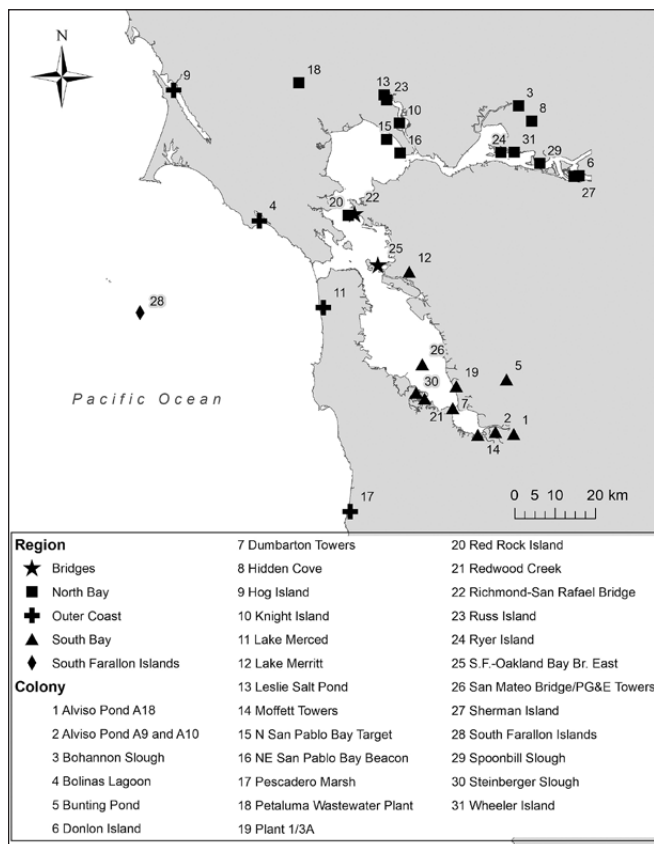 N
9
18
13
23
10
15
16
3
8
24
31
29
6
27
22
20
4
25
12
28
11
26
5
19
30
7
21
2
1
14
Pacific Ocean
17
0 5 10 20 km
Region
Bridges
North Bay
Outer Coast
South Bay
South Farallon Islands
Colony
1 Alviso Pond A18
2 Alviso Pond A9 and A10
3 Bohannon Slough
4 Bolinas Lagoon
5 Bunting Pond
6 Donlon Island
7 Dumbarton Towers
8 Hidden Cove
9 Hog Island
10 Knight Island
11 Lake Merced
12 Lake Merritt
13 Leslie Salt Pond
14 Moffett Towers
15 N San Pablo Bay Target
16 NE San Pablo Bay Beacon
17 Pescadero Marsh
18 Petaluma Wastewater Plant
19 Plant 1/3A
20 Red Rock Island
21 Redwood Creek
22 Richmond-San Rafael Bridge
23 Russ Island
24 Ryer Island
25 S.F.-Oakland Bay Br. East
26 San Mateo Bridge/PG&E Towers
27 Sherman Island
28 South Farallon Islands
29 Spoonbill Slough
30 Steinberger Slough
31 Wheeler Island